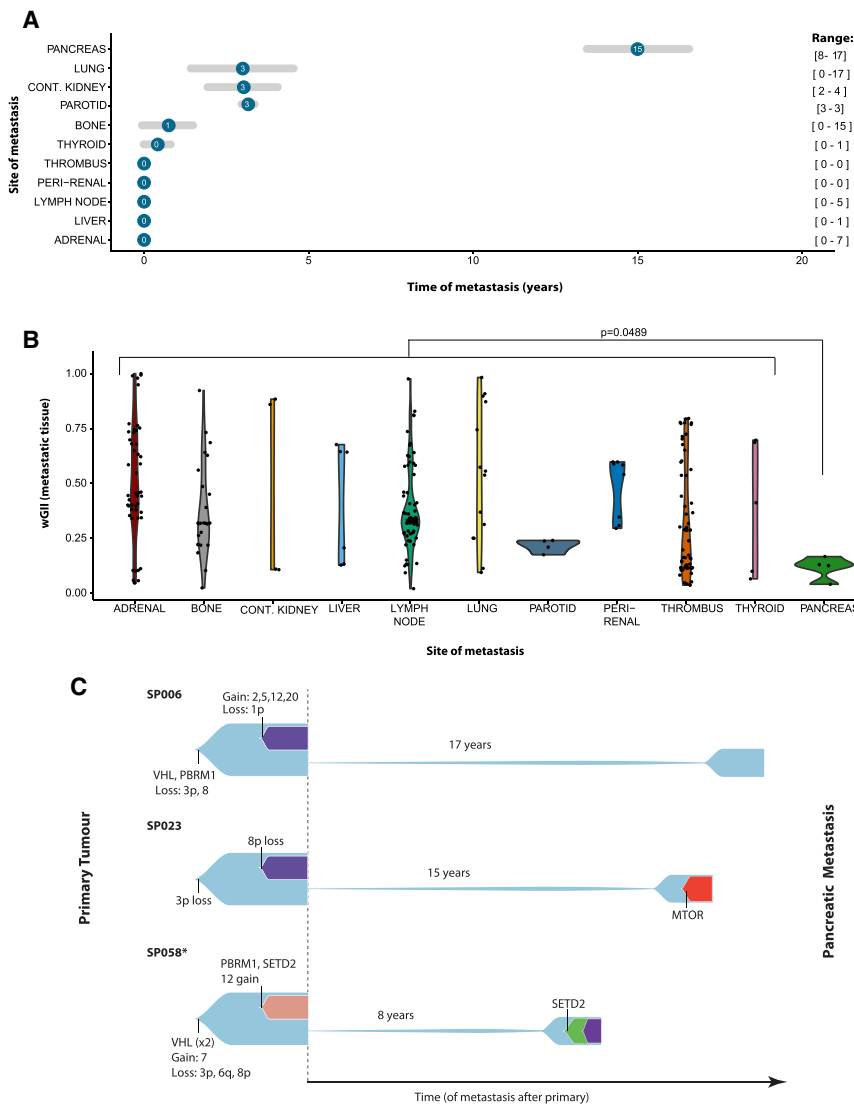 A
Range:
PANCREAS 15 [8- 17]
LUNG 3 [ 0 -17]
CONT. KIDNEY 3 [ 2 - 4 ]
PAROTID 3 [3 - 3]
BONE 1 [ 0 - 15 ]
THYROID 0 [ 0 - 1 ]
THROMBUS 0 [ 0 - 0 ]
PERI−RENAL 0 [ 0 - 0 ]
LYMPH NODE 0 [ 0 - 5 ]
LIVER 0 [ 0 - 1 ]
ADRENAL 0 [ 0 - 7 ]
Site of metastasis
0 5 10 15 20
Time of metastasis (years)
B
p=0.0489
wGII (metastatic tissue)
1.00
0.75
0.50
0.25
0.00
ADRENAL BONE CONT. KIDNEY LIVER LYMPH NODE LUNG PAROTID PERI− RENAL THROMBUS THYROID PANCREAS
Site of metastasis
C
Primary Tumour
Pancreatic Metastasis
SP006
Gain: 2,5,12,20
Loss: 1p
17 years
VHL, PBRM1
Loss: 3p, 8
SP023
8p loss
15 years
3p loss
MTOR
SP058*
PBRM1, SETD2
12 gain
SETD2
8 years
VHL (x2)
Gain: 7
Loss: 3p, 6q, 8p
Time (of metastasis after primary)